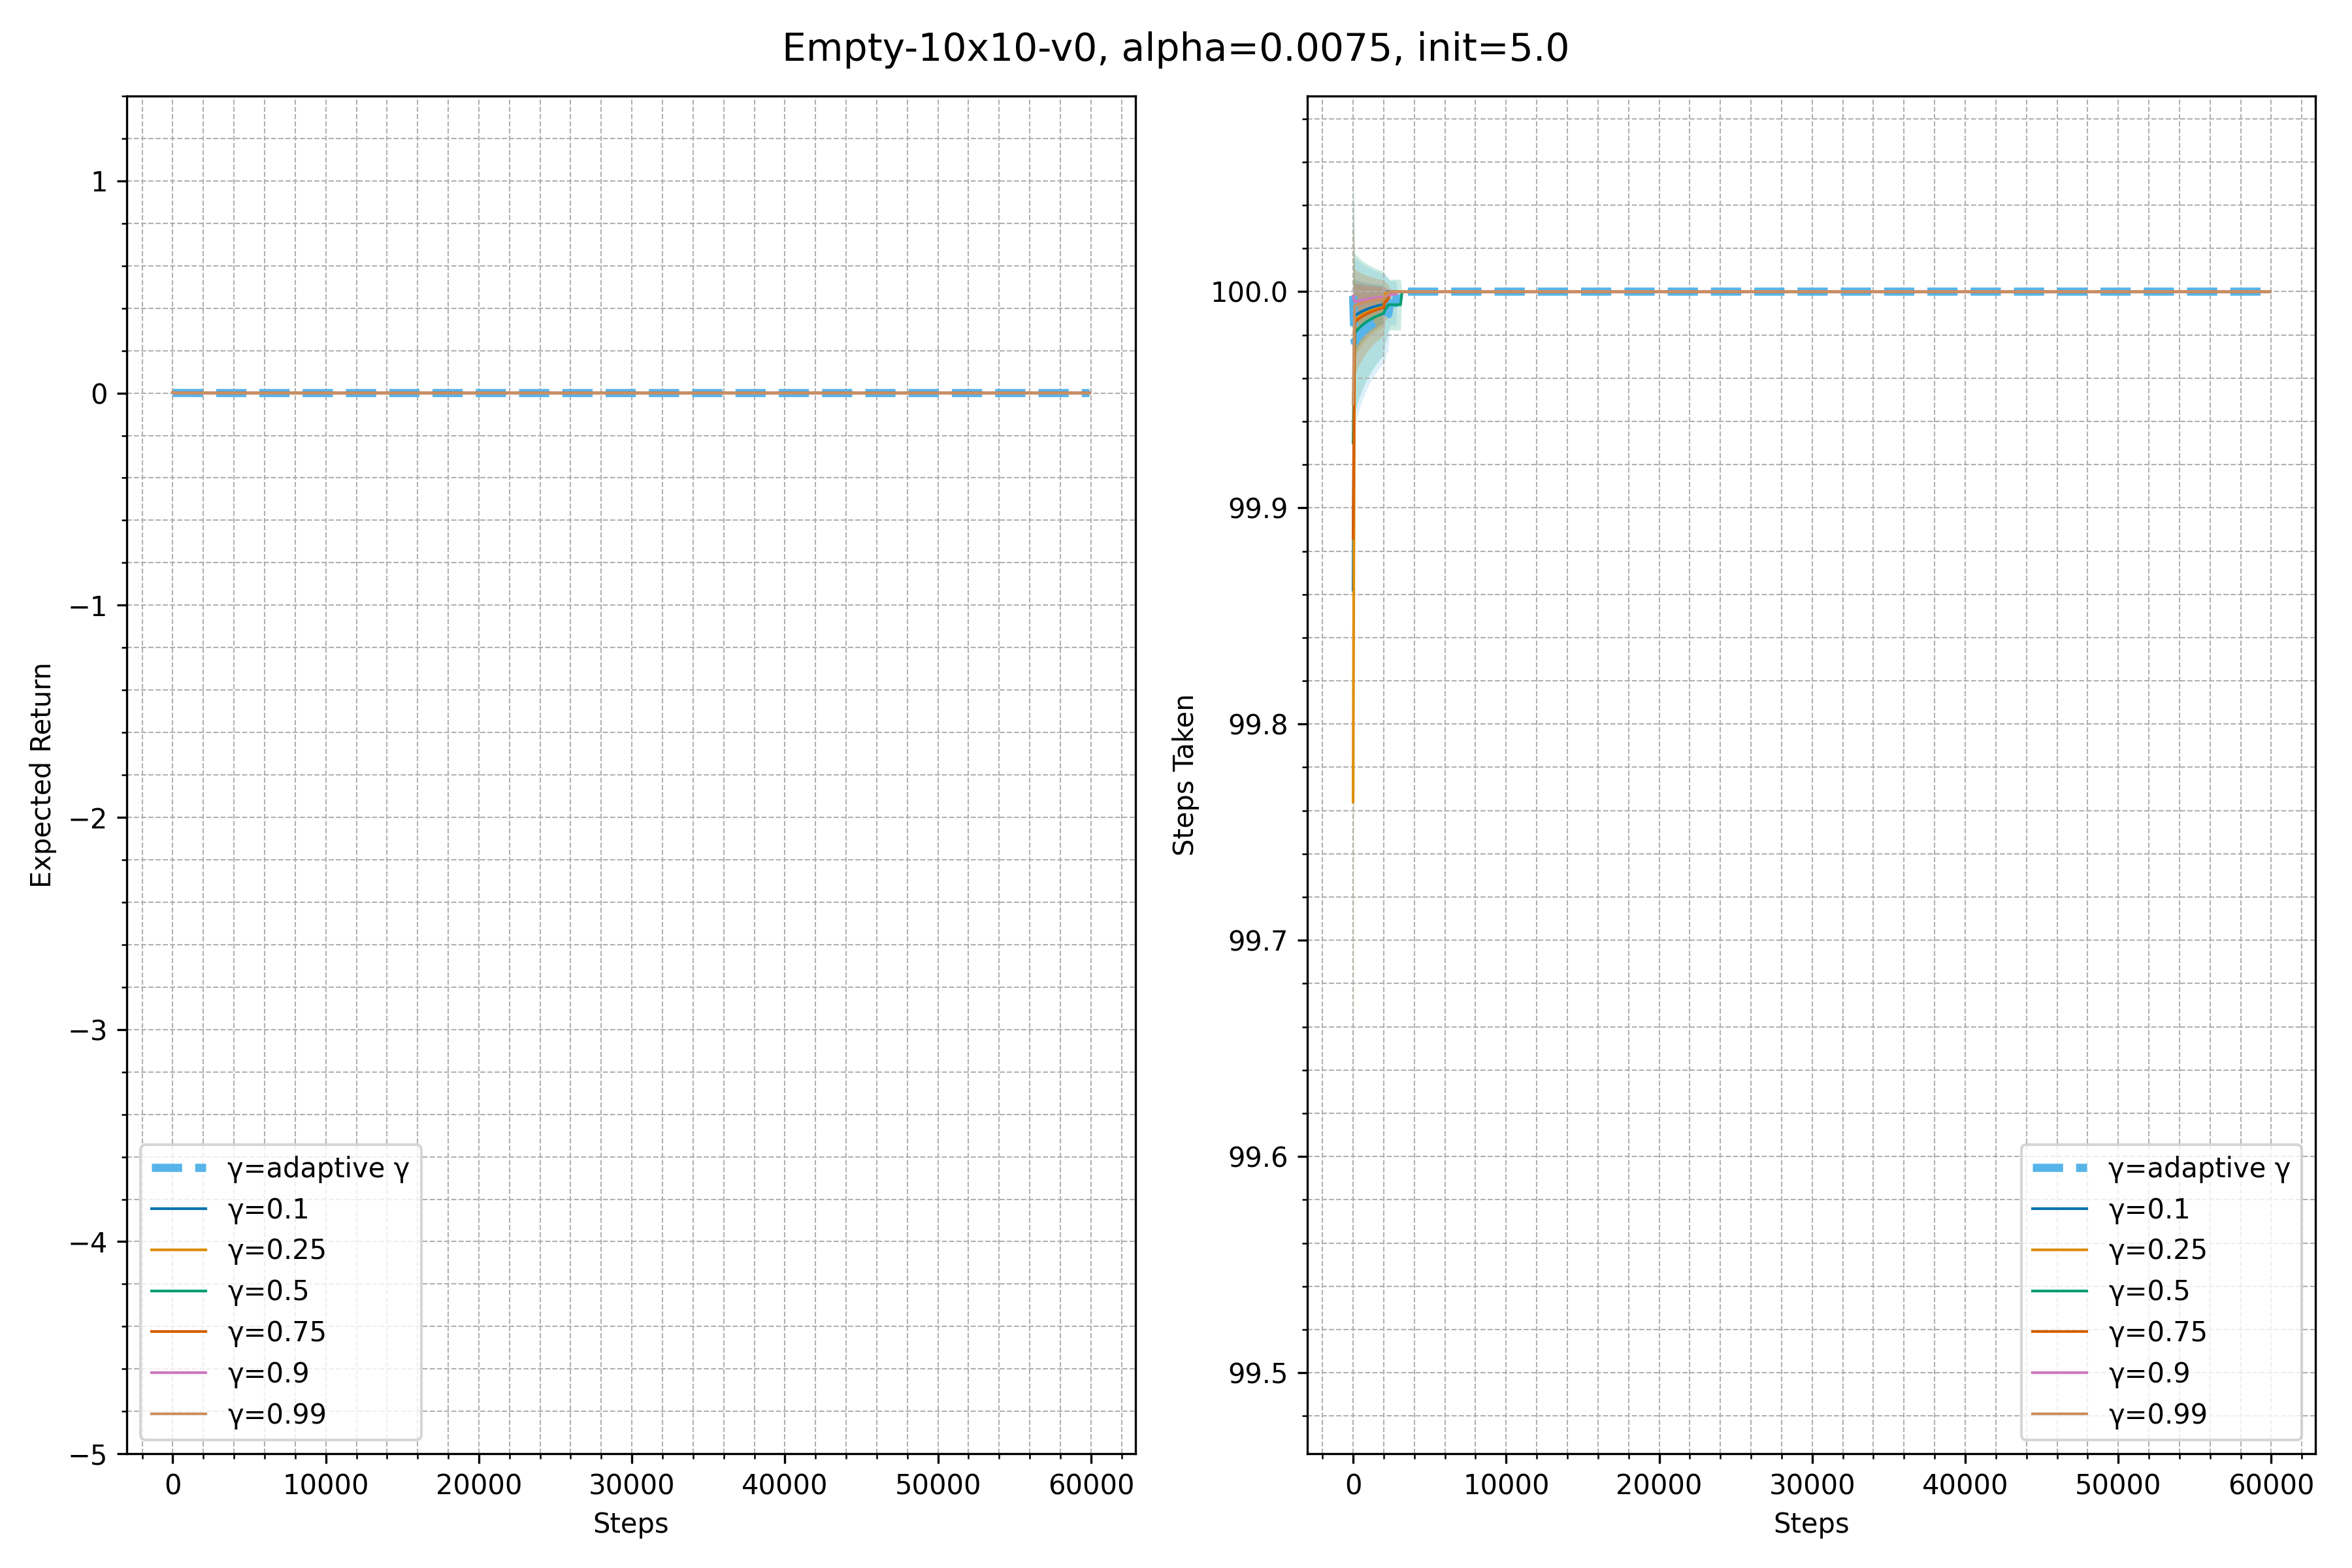 Empty-10x10-v0, alpha=0.0075, init=5.0
Expected Return
1
0
−1
−2
−3
−4
−5
γ=adaptive γ
γ=0.1
γ=0.25
γ=0.5
γ=0.75
γ=0.9
γ=0.99
0 10000 20000 30000 40000 50000 60000
Steps
Steps Taken
100.0
99.9
99.8
99.7
99.6
99.5
γ=adaptive γ
γ=0.1
γ=0.25
γ=0.5
γ=0.75
γ=0.9
γ=0.99
0 10000 20000 30000 40000 50000 60000
Steps